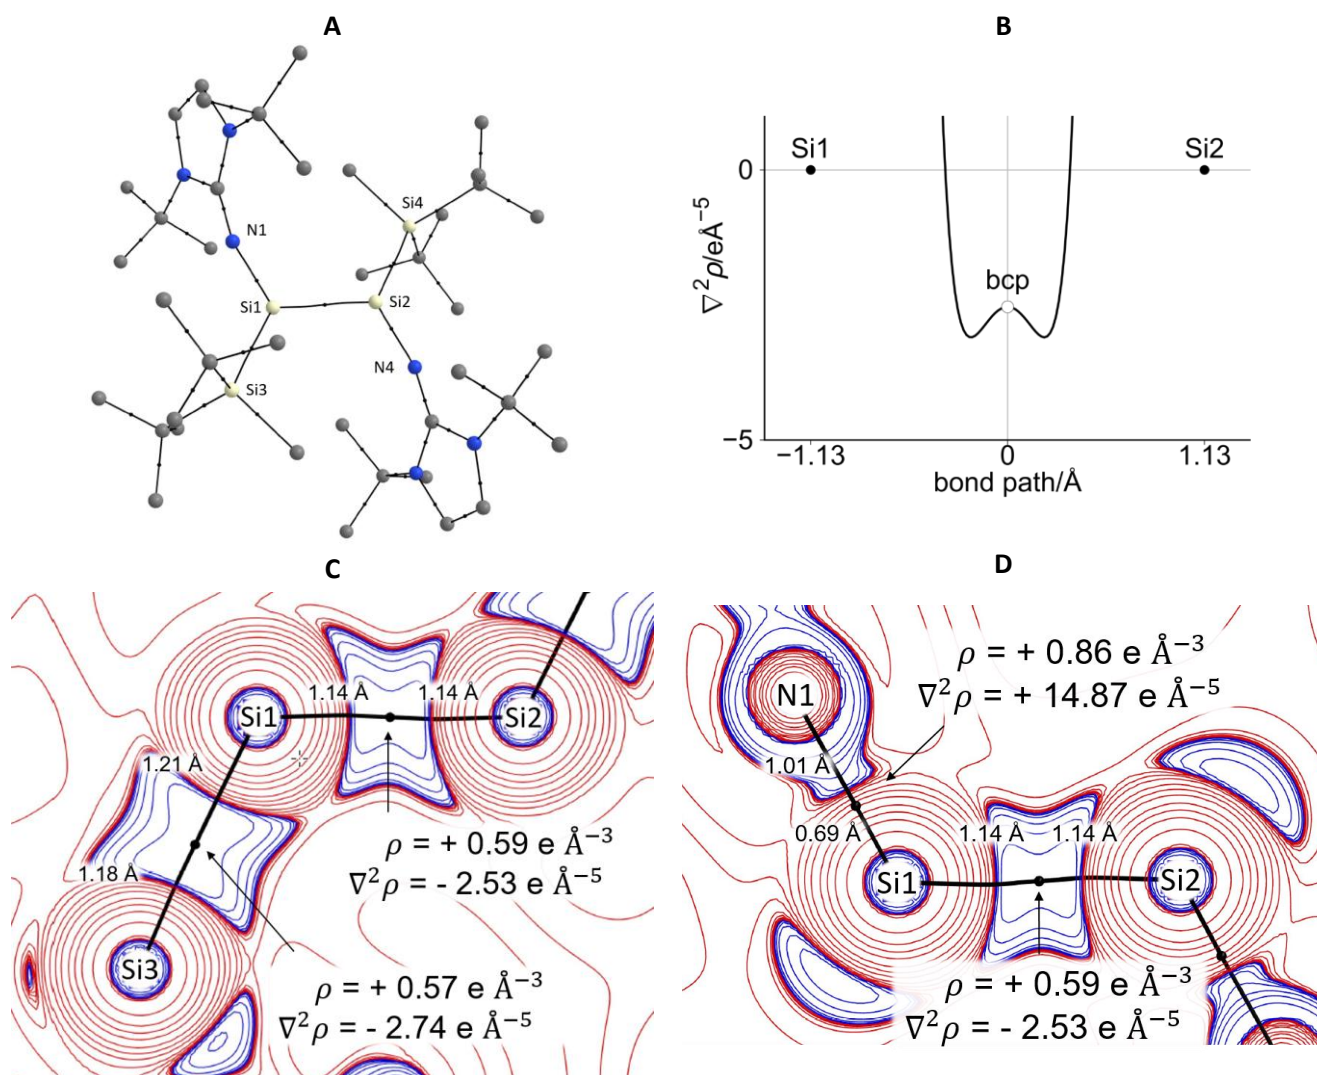 A
B
Si4
N1
Si1
Si2
N4
Si3
Si1
Si2
0
bcp
∇²ρ/eÅ⁻⁵
−5
−1.13
0
1.13
bond path/Å
C
D
1.14 Å
1.14 Å
Si1
Si2
1.21 Å
ρ = + 0.59 e Å⁻³
∇²ρ = - 2.53 e Å⁻⁵
1.18 Å
Si3
ρ = + 0.57 e Å⁻³
∇²ρ = - 2.74 e Å⁻⁵
ρ = + 0.86 e Å⁻³
∇²ρ = + 14.87 e Å⁻⁵
N1
1.01 Å
0.69 Å
1.14 Å
1.14 Å
Si1
Si2
ρ = + 0.59 e Å⁻³
∇²ρ = - 2.53 e Å⁻⁵